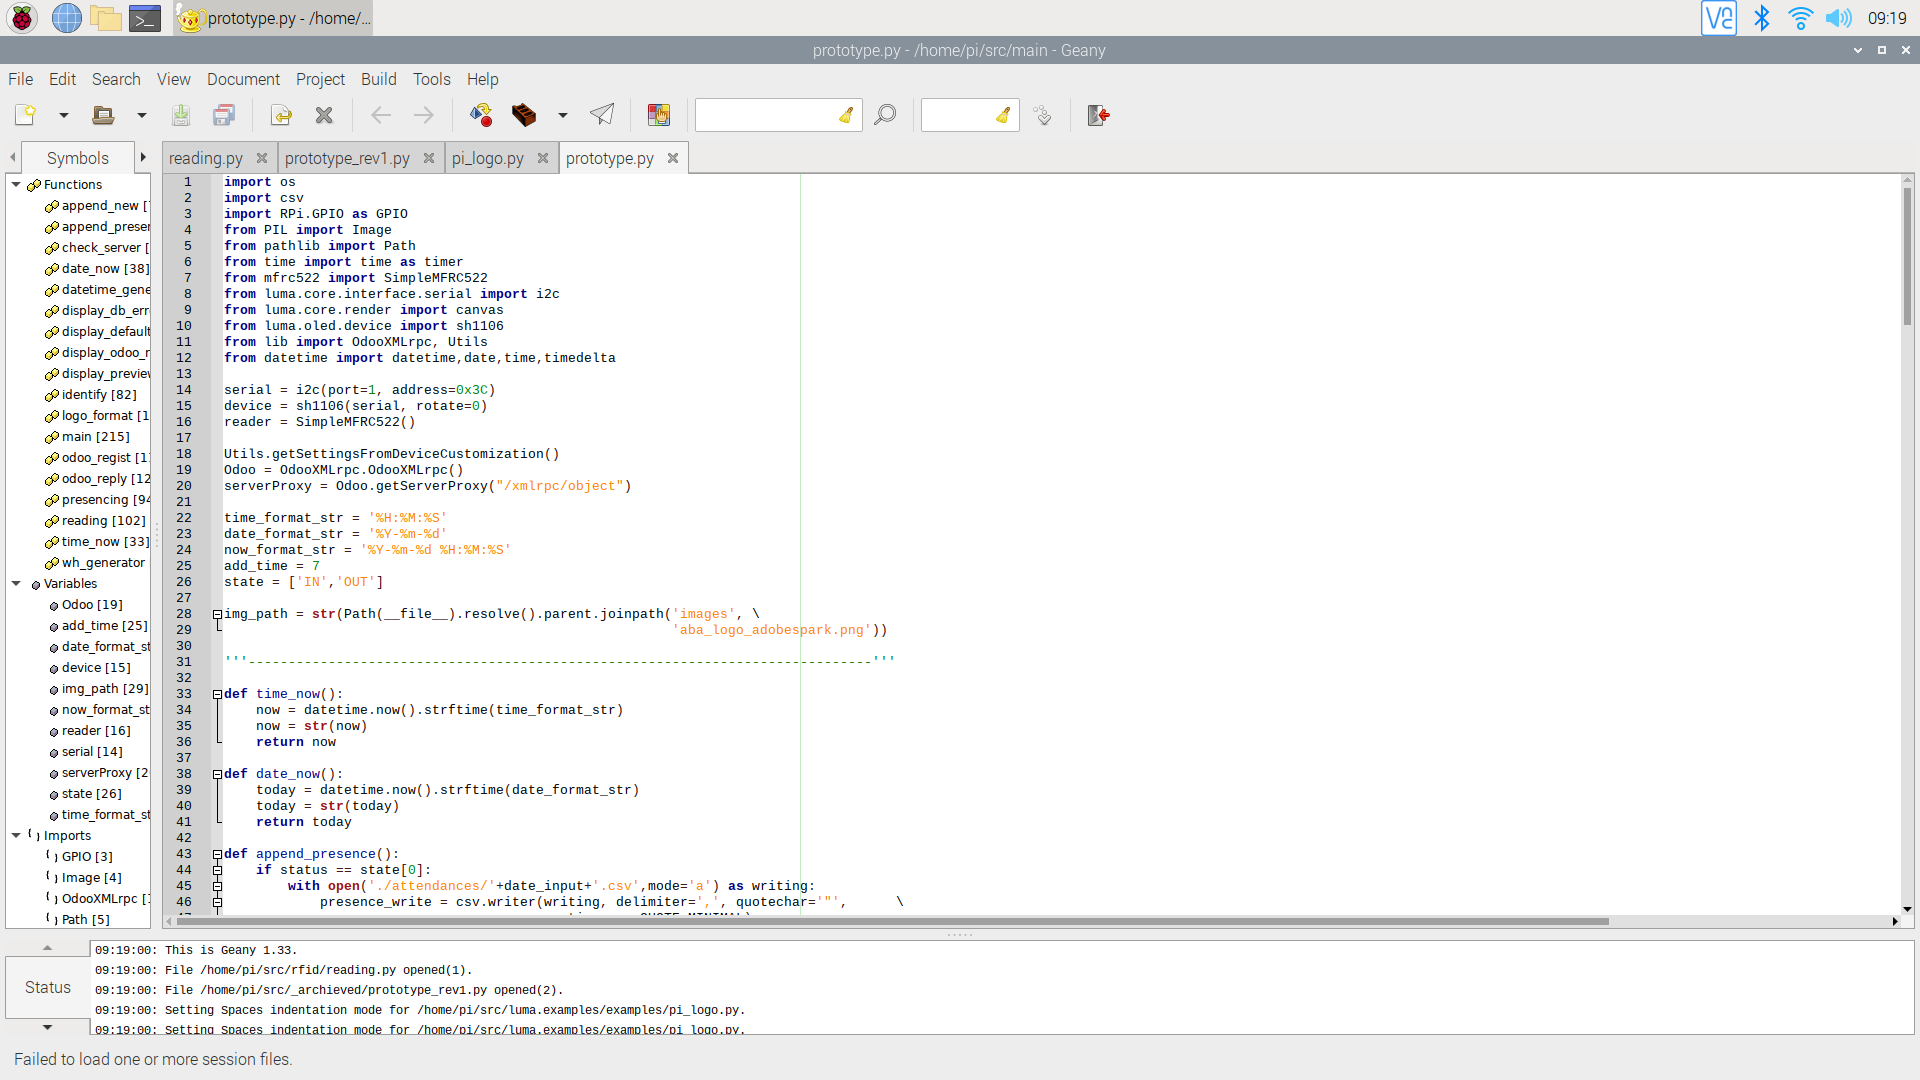 prototype.py - /home/...
09:19
prototype.py - /home/pi/src/main - Geany
File Edit Search View Document Project Build Tools Help
Symbols
reading.py
prototype_rev1.py
pi_logo.py
prototype.py
Functions
append_new [
append_preser
check_server [
date_now [38]
datetime_gene
display_db_err
display_default
display_odoo_r
display_preview
identify [82]
logo_format [1
main [215]
odoo_regist [1
odoo_reply [12
presencing [94
reading [102]
time_now [33]
wh_generator
Variables
Odoo [19]
add_time [25]
date_format_st
device [15]
img_path [29]
now_format_st
reader [16]
serial [14]
serverProxy [2
state [26]
time_format_st
Imports
GPIO [3]
Image [4]
OdooXMLrpc [
Path [5]
1 import os
2 import csv
3 import RPi.GPIO as GPIO
4 from PIL import Image
5 from pathlib import Path
6 from time import time as timer
7 from mfrc522 import SimpleMFRC522
8 from luma.core.interface.serial import i2c
9 from luma.core.render import canvas
10 from luma.oled.device import sh1106
11 from lib import OdooXMLrpc, Utils
12 from datetime import datetime,date,time,timedelta
13
14 serial = i2c(port=1, address=0x3C)
15 device = sh1106(serial, rotate=0)
16 reader = SimpleMFRC522()
17
18 Utils.getSettingsFromDeviceCustomization()
19 Odoo = OdooXMLrpc.OdooXMLrpc()
20 serverProxy = Odoo.getServerProxy("/xmlrpc/object")
21
22 time_format_str = '%H:%M:%S'
23 date_format_str = '%Y-%m-%d'
24 now_format_str = '%Y-%m-%d %H:%M:%S'
25 add_time = 7
26 state = ['IN','OUT']
27
28 img_path = str(Path(__file__).resolve().parent.joinpath('images', \
29 'aba_logo_adobespark.png'))
30
31 '''------------------------------------------------------------------------------'''
32
33 def time_now():
34 now = datetime.now().strftime(time_format_str)
35 now = str(now)
36 return now
37
38 def date_now():
39 today = datetime.now().strftime(date_format_str)
40 today = str(today)
41 return today
42
43 def append_presence():
44 if status == state[0]:
45 with open('./attendances/'+date_input+'.csv',mode='a') as writing:
46 presence_write = csv.writer(writing, delimiter=',', quotechar='"', \
Status
09:19:00: This is Geany 1.33.
09:19:00: File /home/pi/src/rfid/reading.py opened(1).
09:19:00: File /home/pi/src/_archieved/prototype_rev1.py opened(2).
09:19:00: Setting Spaces indentation mode for /home/pi/src/luma.examples/examples/pi_logo.py.
09:19:00: Setting Spaces indentation mode for /home/pi/src/luma.examples/examples/pi_logo.py.
Failed to load one or more session files.